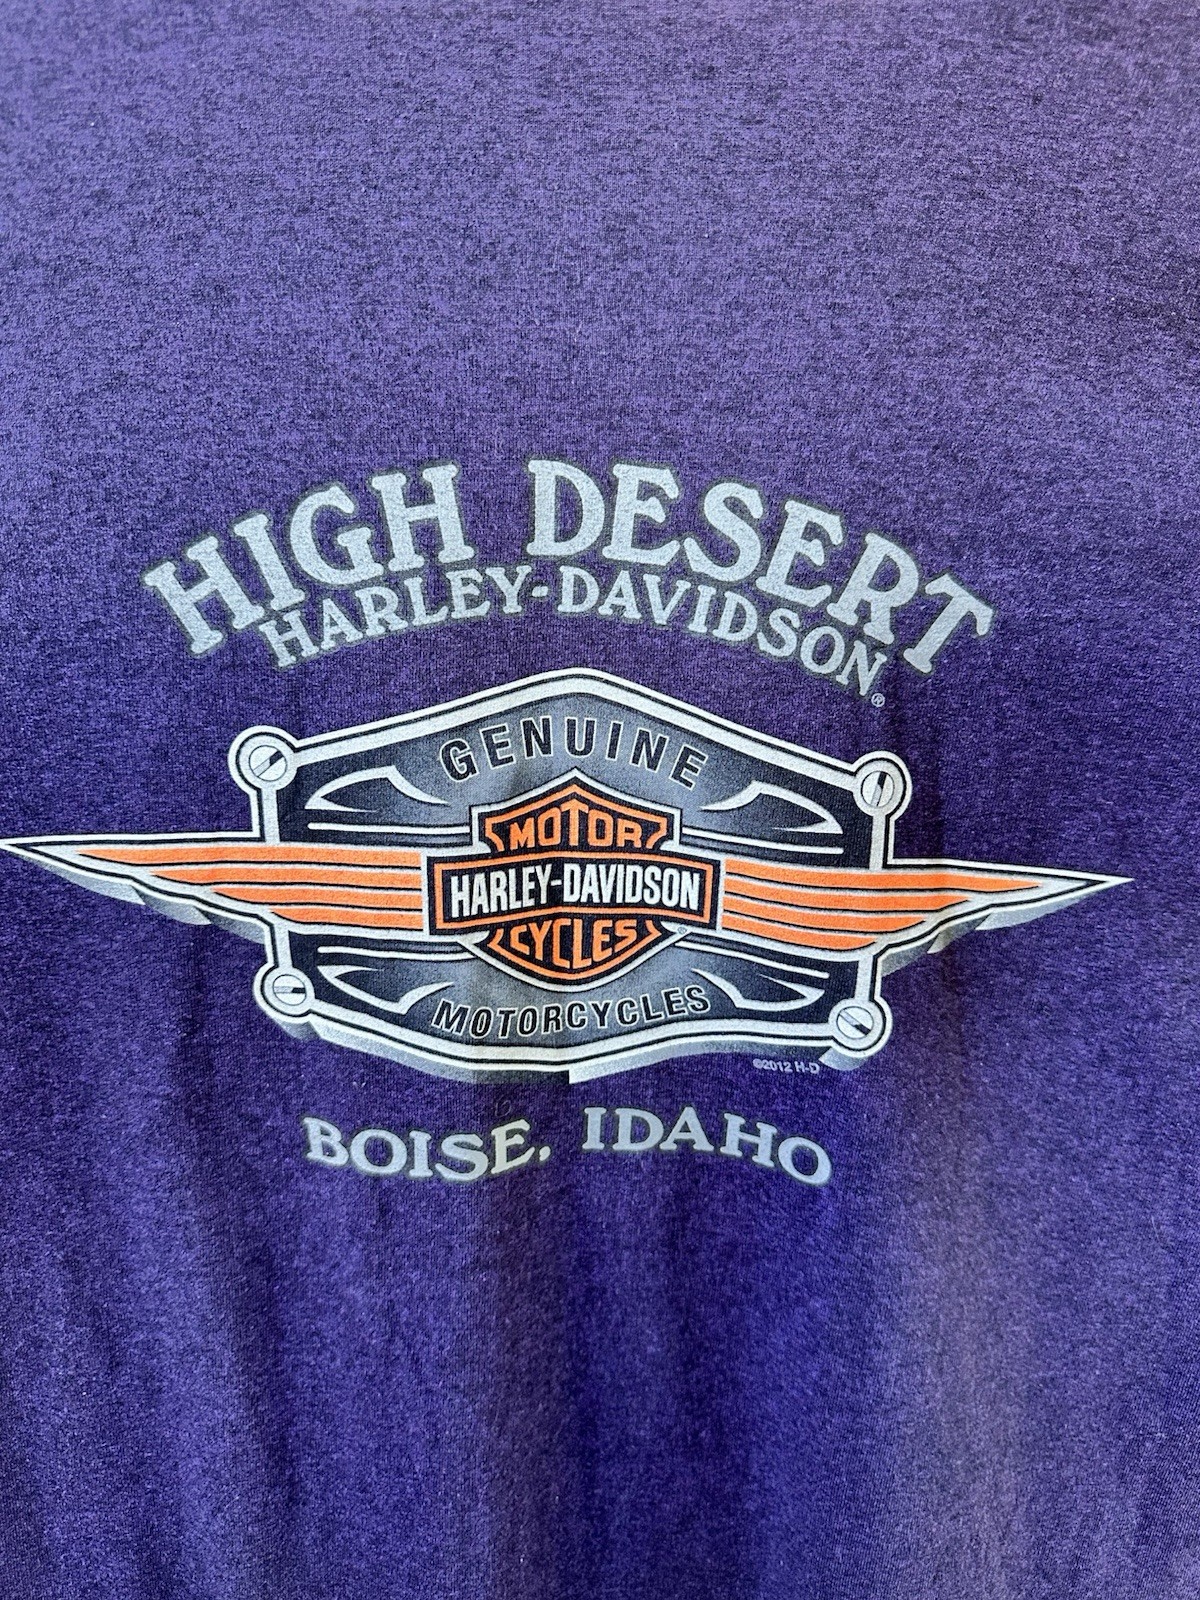 HIGH DESERT
HARLEY-DAVIDSON®
GENUINE
MOTOR
HARLEY-DAVIDSON
CYCLES®
MOTORCYCLES
©2012 H-D
BOISE, IDAHO